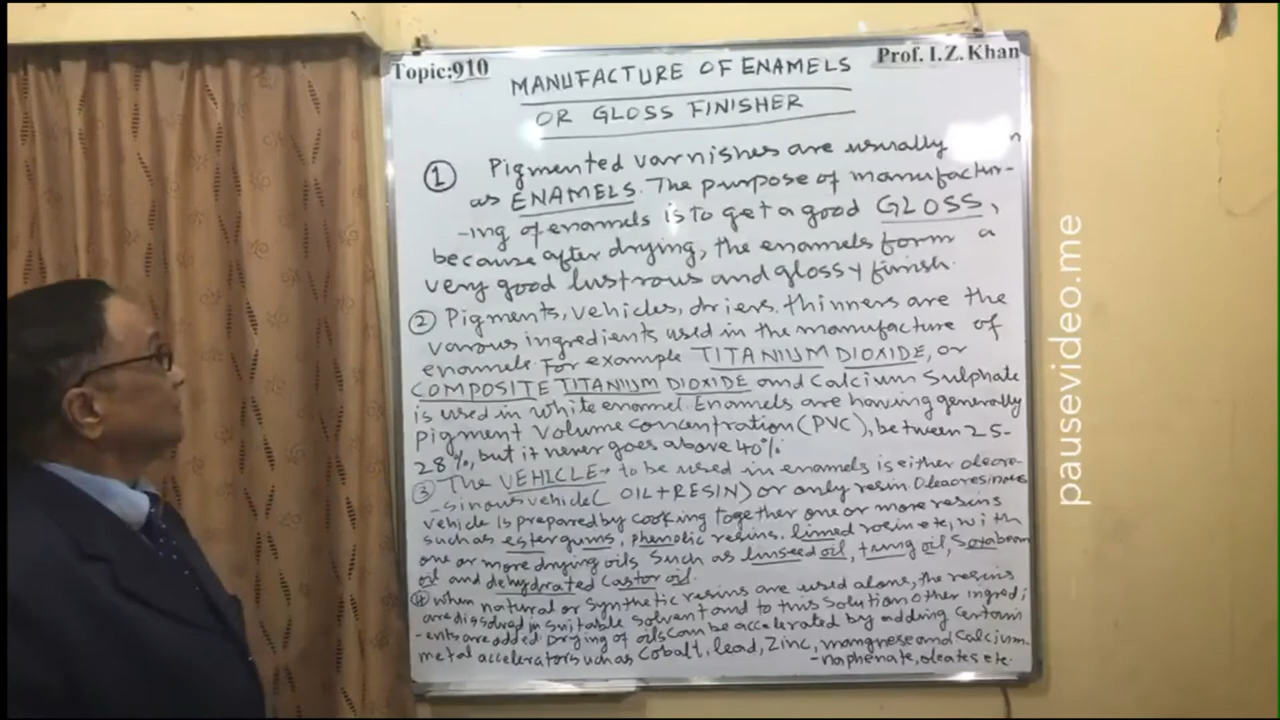 Topic:910
Prof. I.Z. Khan
MANUFACTURE OF ENAMELS
OR GLOSS FINISHER
① Pigmented varnishes are usually
as ENAMELS. The purpose of manufactur-
-ing of enamels is to get a good GLOSS,
because after drying, the enamels form a
very good lustrous and glossy finish.
② Pigments, vehicles, driers, thinners are the
varous ingredients used in the manufacture of
enamels. For example TITANIUM DIOXIDE, or
COMPOSITE TITANIUM DIOXIDE and Calcium Sulphate
is used in white enamel. Enamels are having generally
pigment volume concentration (PVC), between 25-
28%, but it never goes above 40%
③ The VEHICLE → to be used in enamels is either oleore-
-sinous vehicle (OIL+RESIN) or only resin. Oleoresinous
vehicle is prepared by cooking together one or more resins
such as ester gums, phenolic resins, limed rosin etc, with
one or more drying oils such as linseed oil, tung oil, Soyabean
oil and dehydrated Castor oil.
④ When natural or synthetic resins are used alone, the resins
are dissolved in suitable solvent and to this solution other ingredi
-ents are added. Drying of oils can be accelerated by adding certain
metal accelerators such as Cobalt, lead, Zinc, mangnese and Calcium
-naphenate, oleates etc.
pausevideo.me